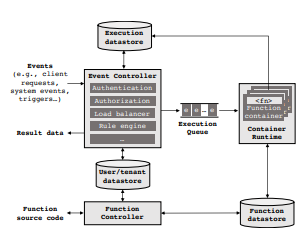 Execution
datastore
Events
(e.g., client
requests,
system events,
triggers…)
Event Controller
Authentication
Authorization
Load balancer
Rule engine
…
Result data
Execution
Queue
<fn>
Function
container
Container
Runtime
User/tenant
datastore
Function
source code
Function
Controller
Function
datastore